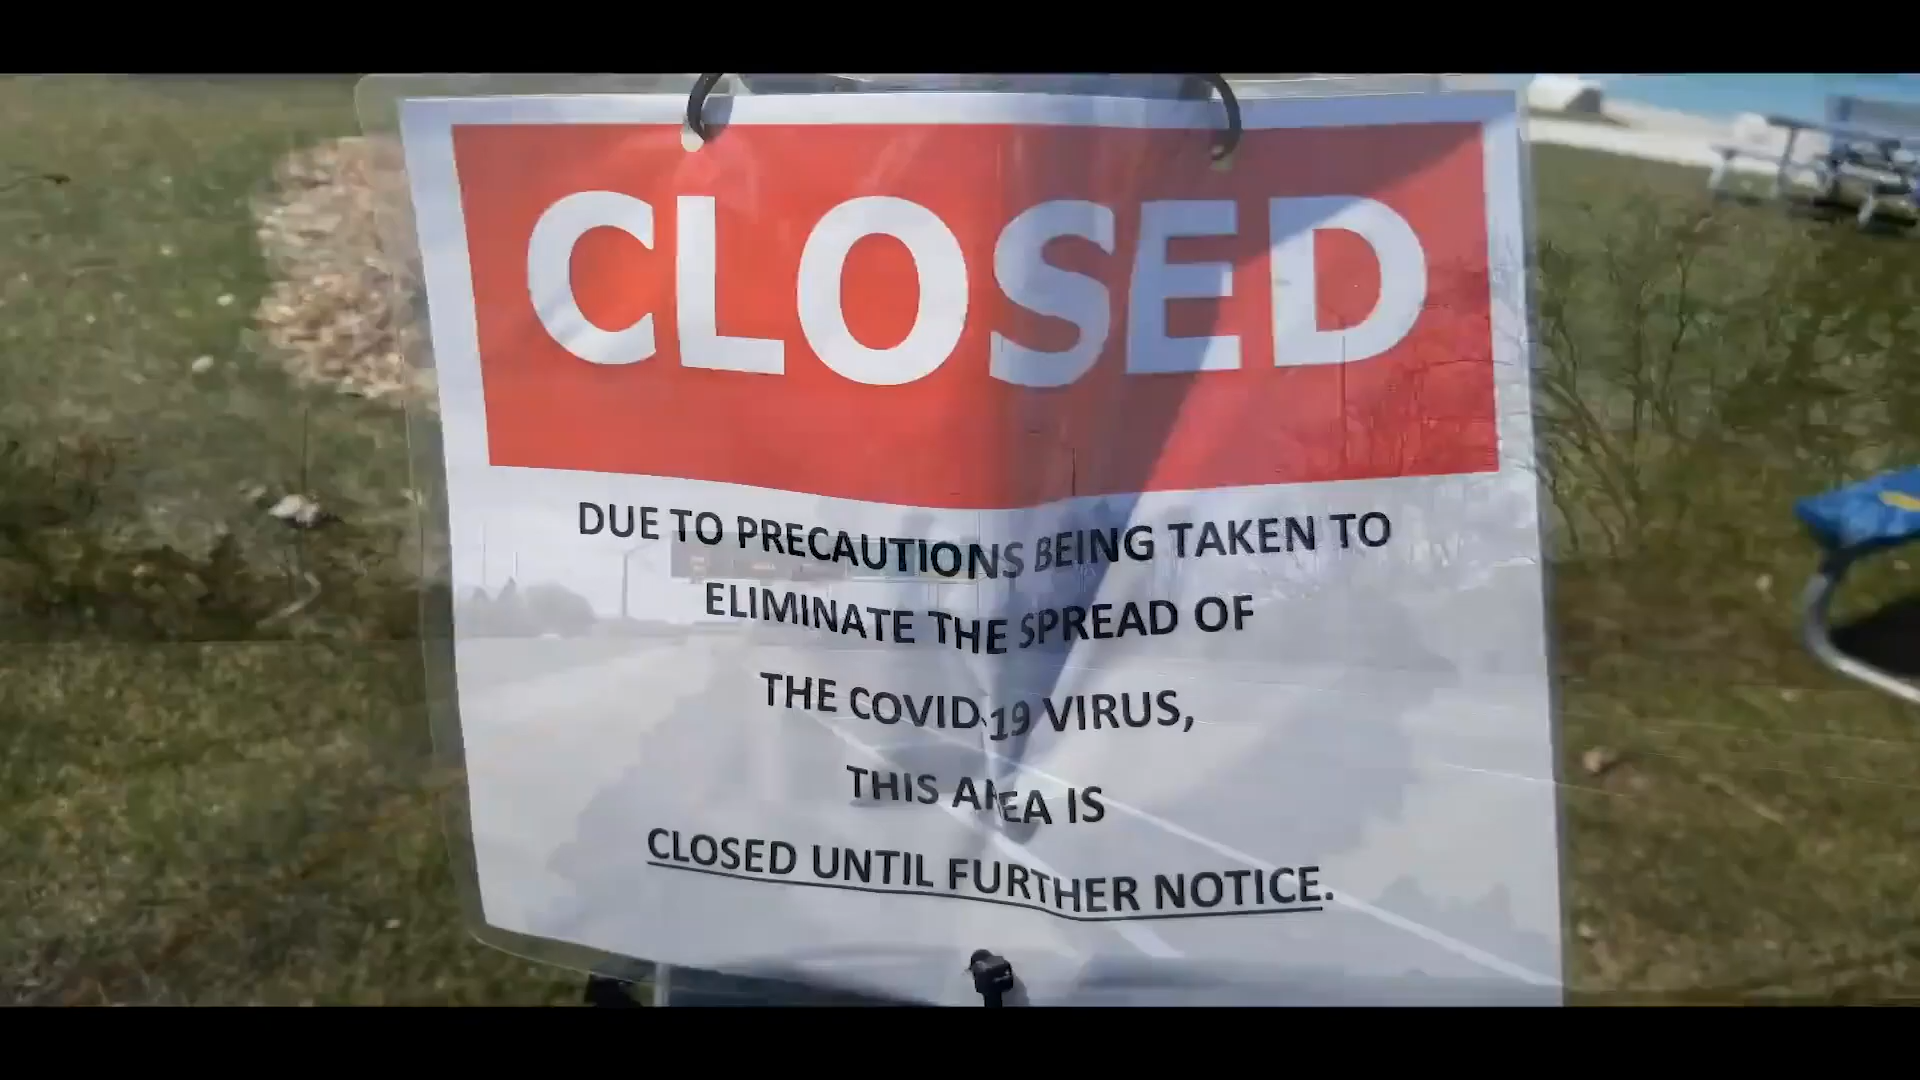 CLOSED
DUE TO PRECAUTIONS BEING TAKEN TO
ELIMINATE THE SPREAD OF
THE COVID-19 VIRUS,
THIS AREA IS
CLOSED UNTIL FURTHER NOTICE.